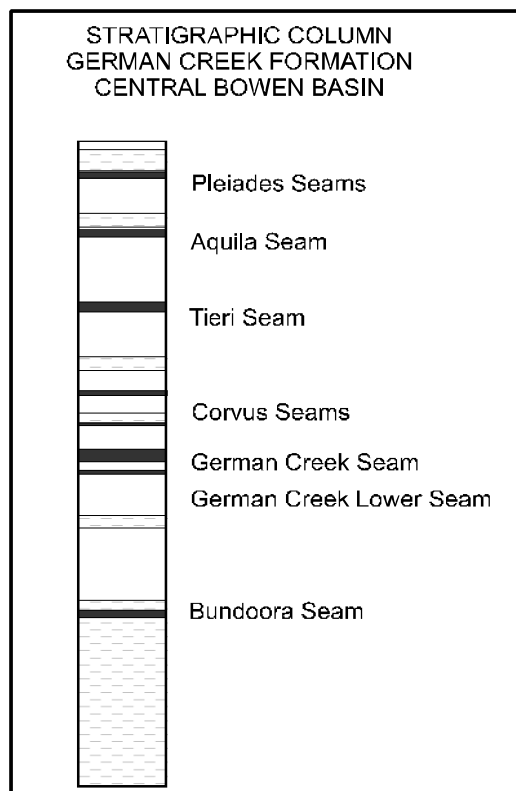 STRATIGRAPHIC COLUMN
GERMAN CREEK FORMATION
CENTRAL BOWEN BASIN
Pleiades Seams
Aquila Seam
Tieri Seam
Corvus Seams
German Creek Seam
German Creek Lower Seam
Bundoora Seam